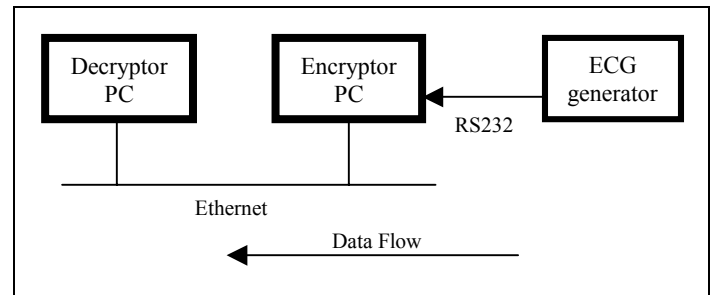 Decryptor
PC
Encryptor
PC
ECG
generator
RS232
Ethernet
Data Flow